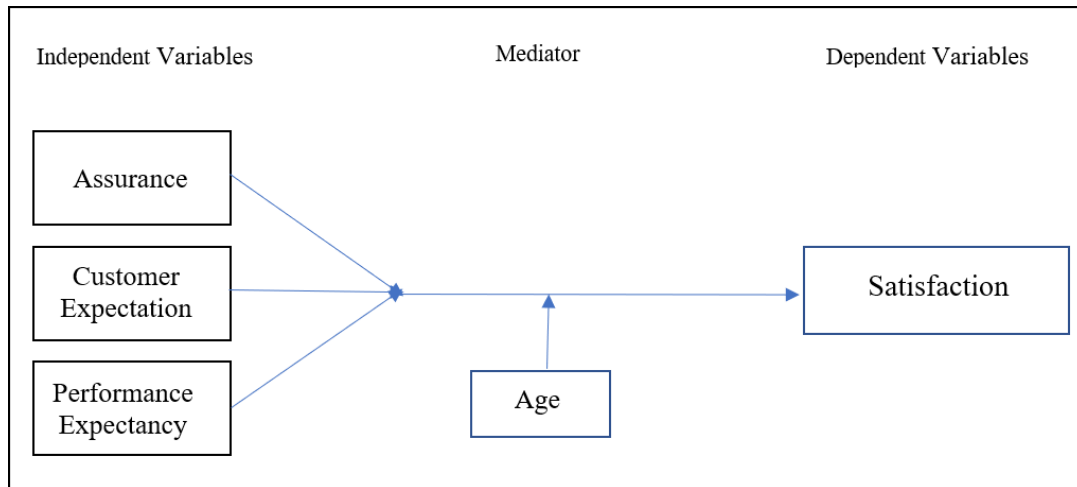 Independent Variables
Mediator
Dependent Variables
Assurance
Customer
Expectation
Satisfaction
Performance
Expectancy
Age